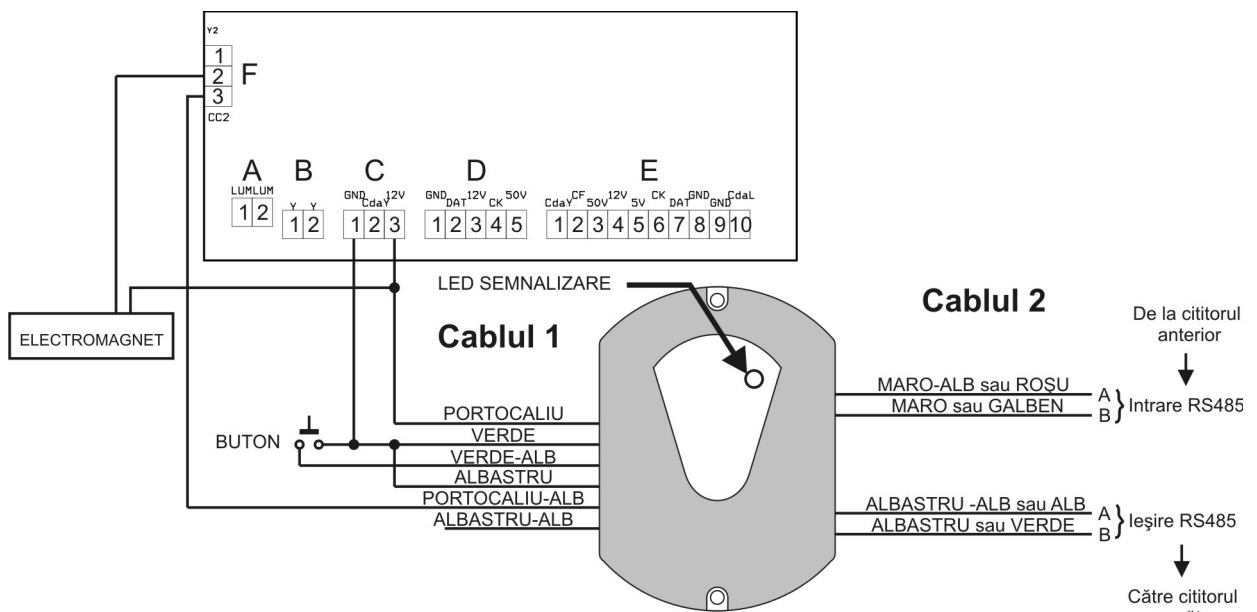 Y2
1
2
3
F
CC2
A
LUM LUM
1 2
B
Y Y
1 2
C
GND CdaY 12V
1 2 3
D
GND DAT 12V CK 50V
1 2 3 4 5
E
CdaY CF 50V 12V 5V CK DAT GND GND CdaL
1 2 3 4 5 6 7 8 9 10
LED SEMNALIZARE
ELECTROMAGNET
Cablul 1
Cablul 2
De la cititorul
anterior
PORTOCALIU
BUTON
VERDE
VERDE-ALB
ALBASTRU
PORTOCALIU-ALB
ALBASTRU-ALB
MARO-ALB sau ROŞU A
MARO sau GALBEN B
} Intrare RS485
ALBASTRU -ALB sau ALB A
ALBASTRU sau VERDE B
} Ieşire RS485
Către cititorul